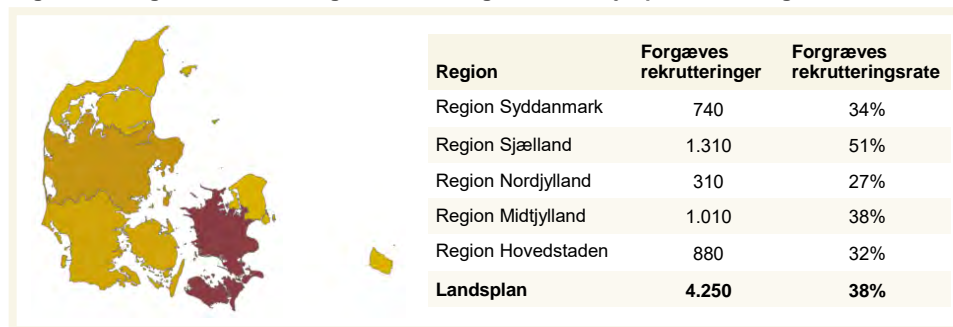 Region Forgæves rekrutteringer Forgræves rekrutteringsrate
Region Syddanmark 740 34%
Region Sjælland 1.310 51%
Region Nordjylland 310 27%
Region Midtjylland 1.010 38%
Region Hovedstaden 880 32%
Landsplan 4.250 38%